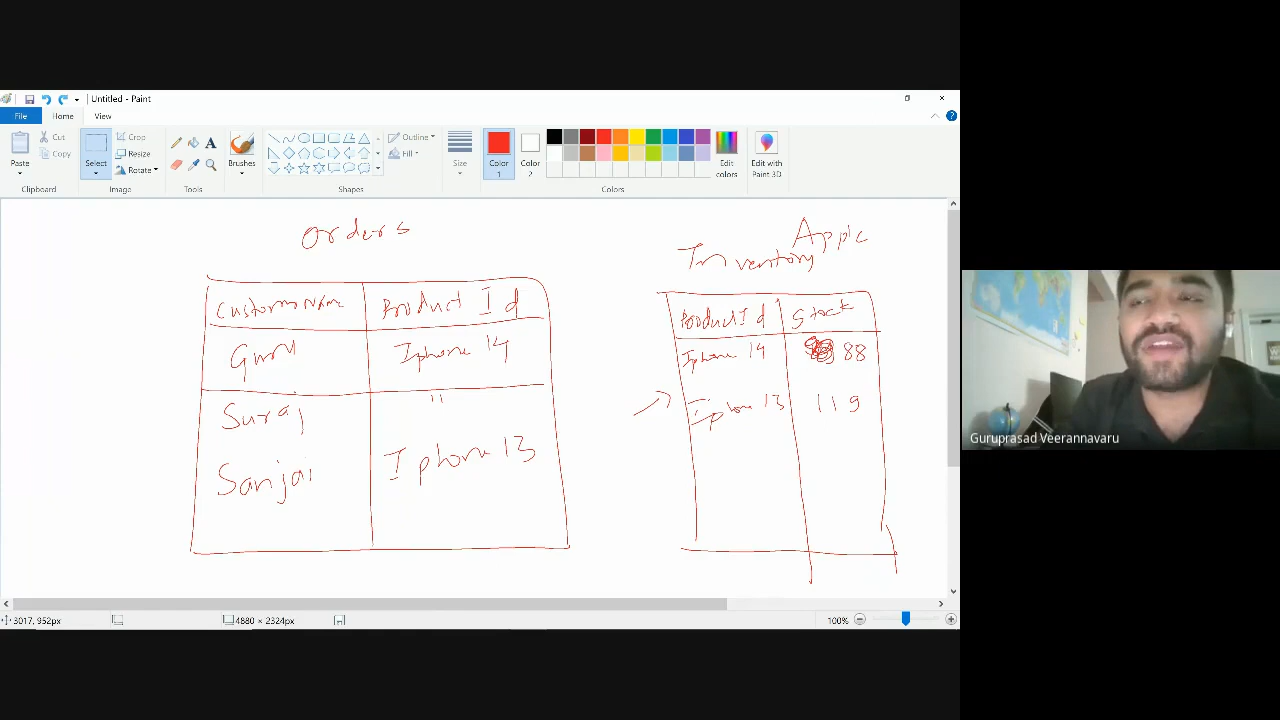 Untitled - Paint
File Home View
Paste
Cut
Copy
Clipboard
Select
Crop
Resize
Rotate
Image
Tools
Brushes
Shapes
Outline
Fill
Size
Color 1
Color 2
Colors
Edit colors
Edit with Paint 3D
Orders
Product Id
Iphone 14
Suraj "
Sanjai Iphone 13
Apple
Inventory
Product Id Stock
Iphone 14 88
Iphone 13 119
Guruprasad Veerannavaru
3017, 952px
4880 × 2324px
100%